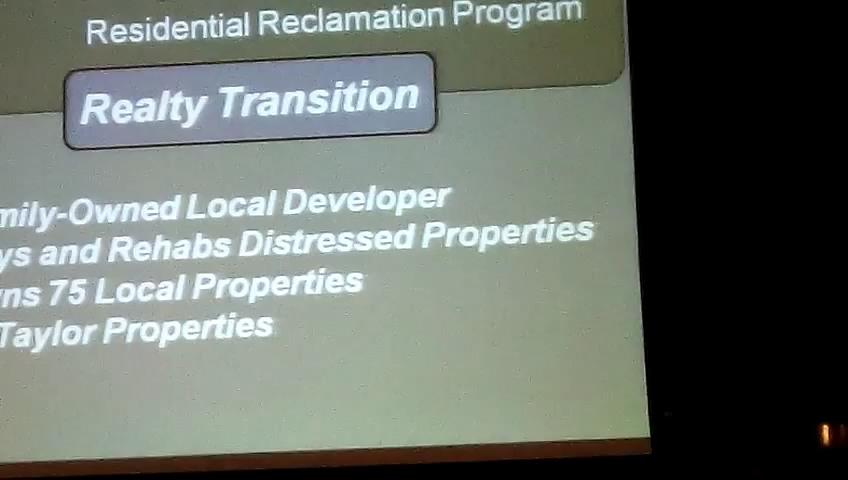 Residential Reclamation Program
Realty Transition
mily-Owned Local Developer
ys and Rehabs Distressed Properties
ns 75 Local Properties
Taylor Properties